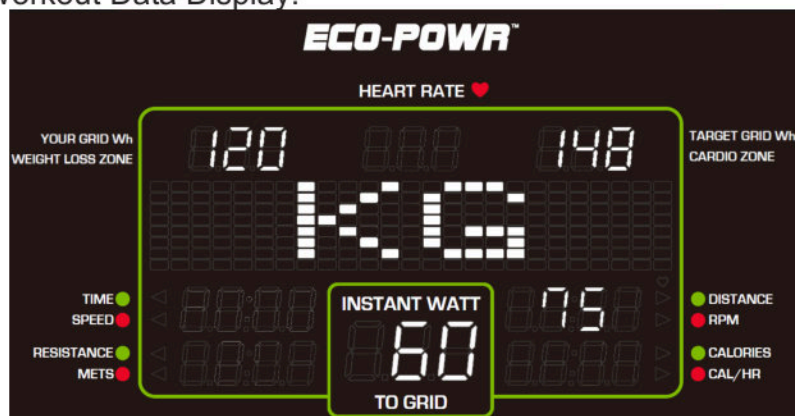 Workout Data Display:
ECO-POWR™
HEART RATE
YOUR GRID Wh
WEIGHT LOSS ZONE
120
148
TARGET GRID Wh
CARDIO ZONE
KG
TIME
SPEED
RESISTANCE
METS
INSTANT WATT
60
TO GRID
75
DISTANCE
RPM
CALORIES
CAL/HR